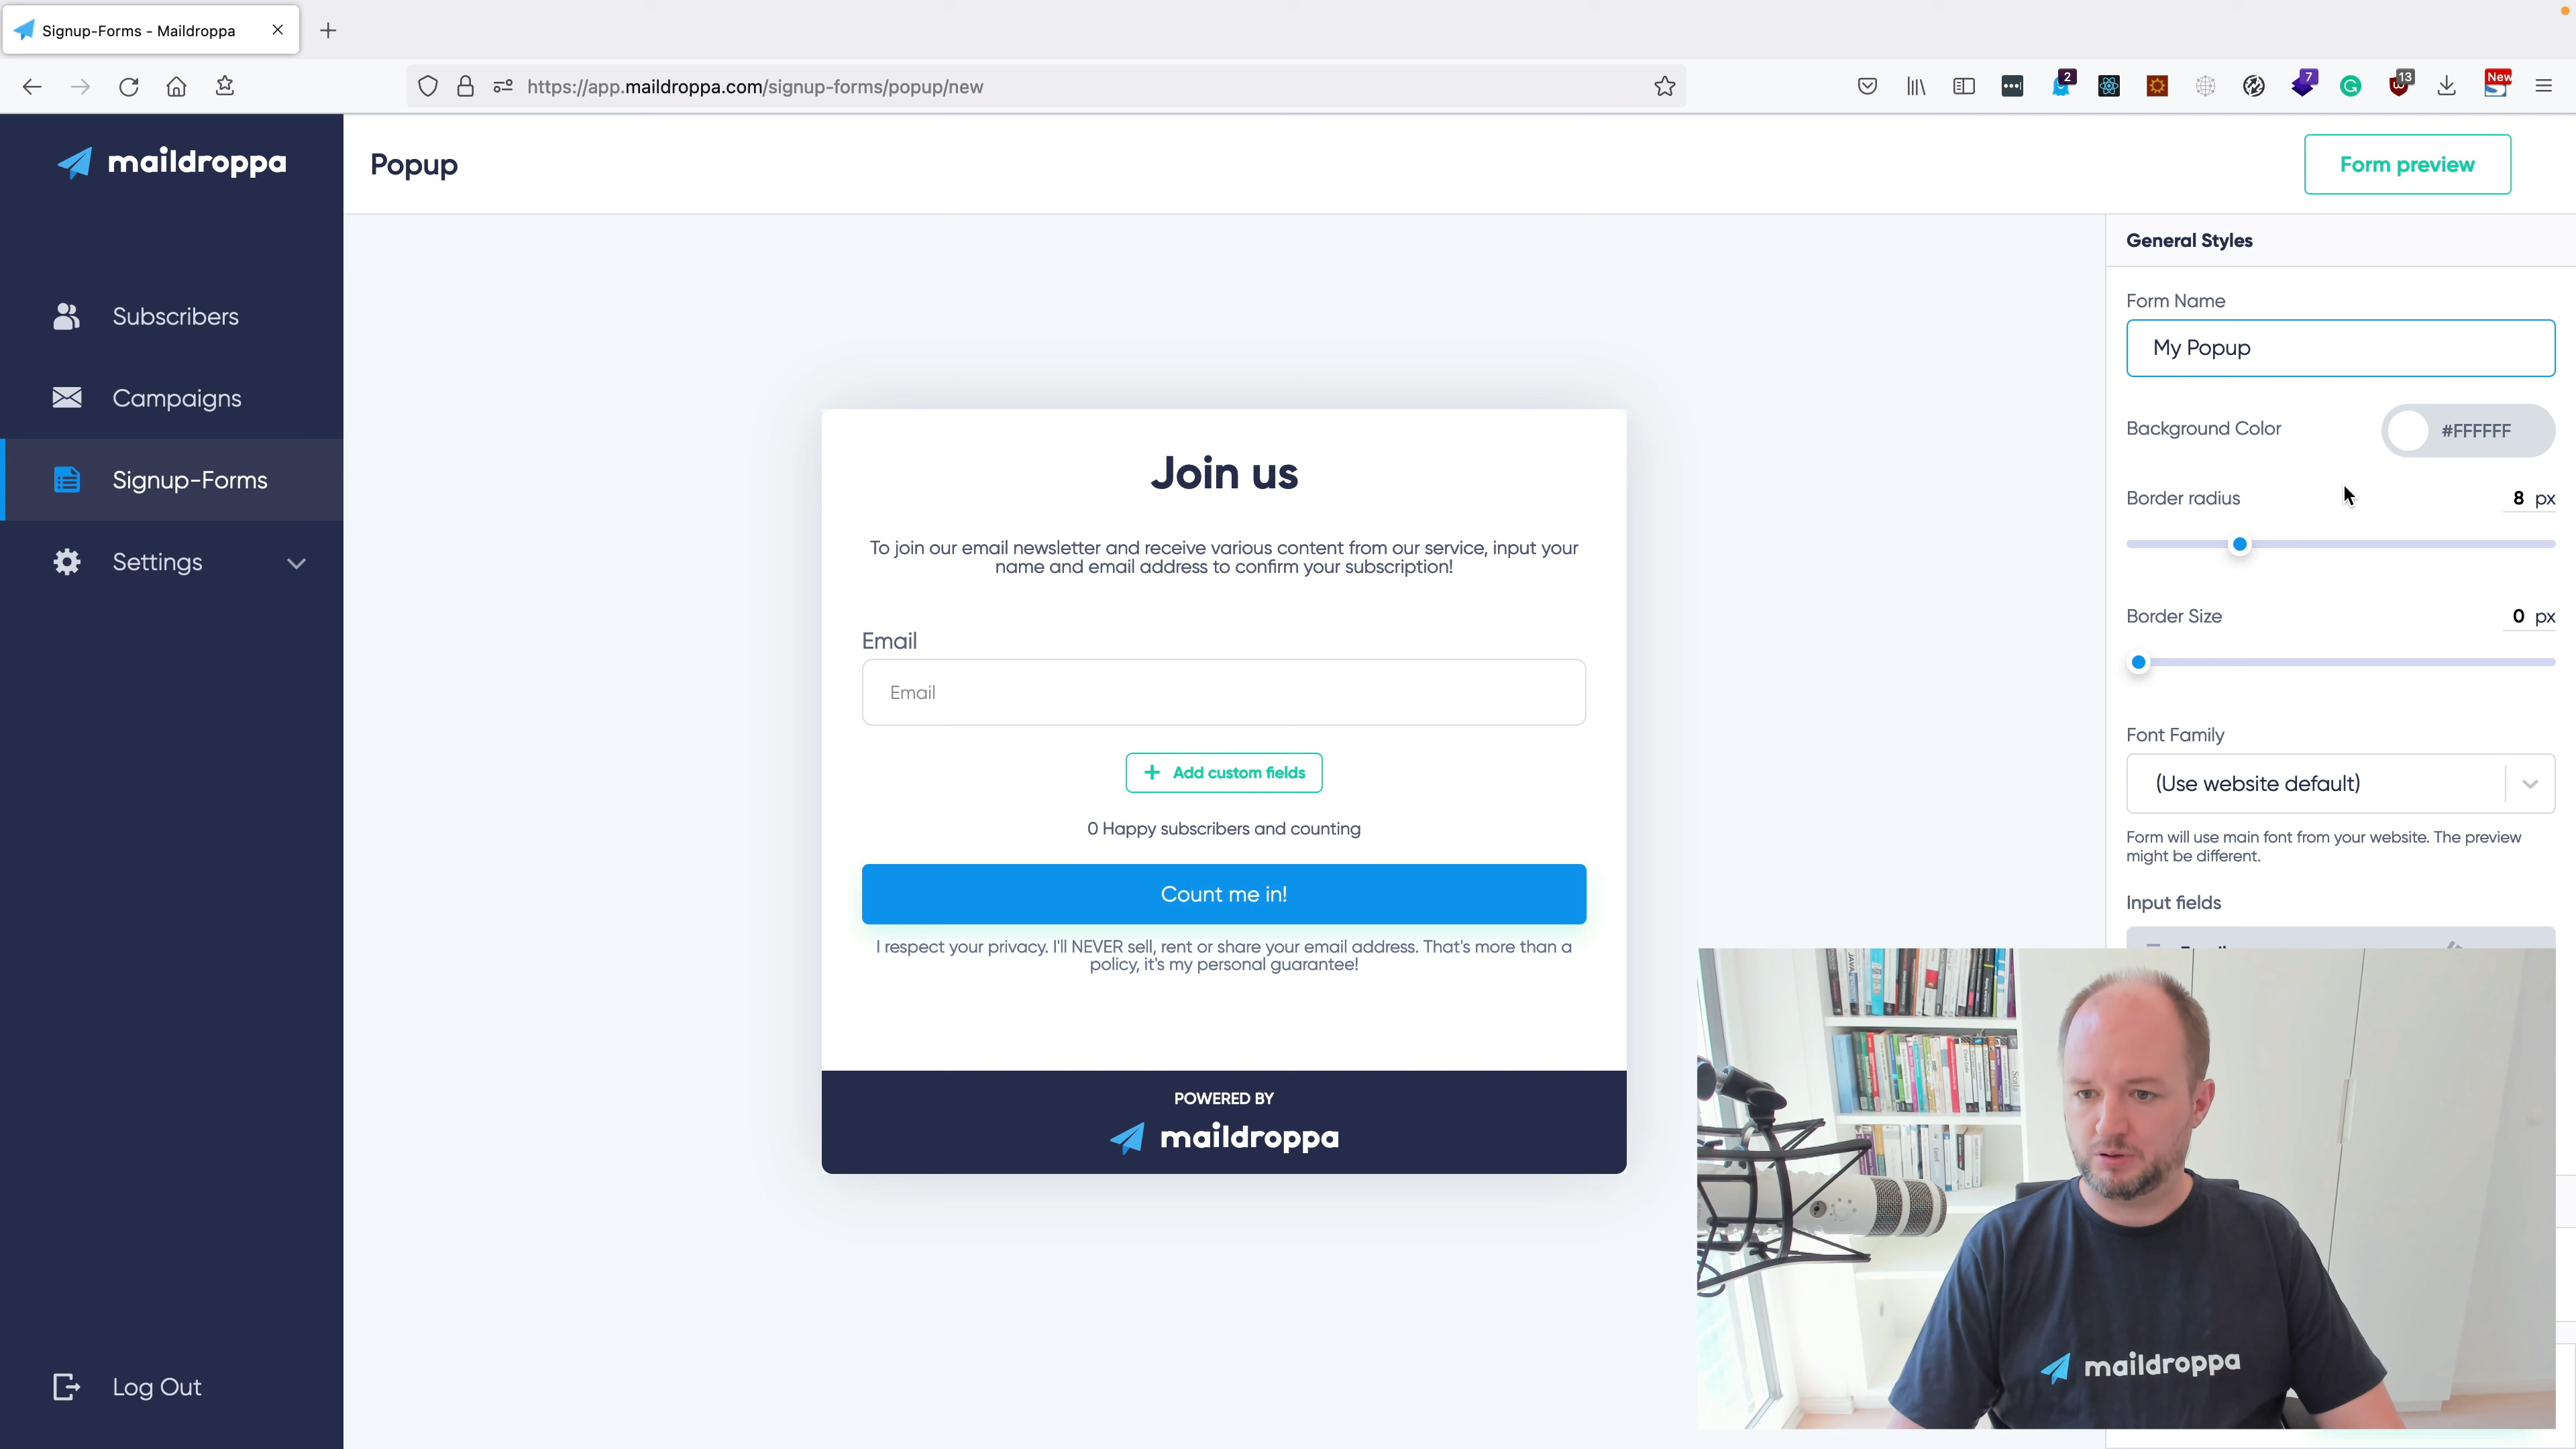 Signup-Forms - Maildroppa
2
7
13
New
https://app.maildroppa.com/signup-forms/popup/new
maildroppa
Popup
Form preview
Subscribers
Campaigns
Signup-Forms
Settings
Log Out
Join us
To join our email newsletter and receive various content from our service, input your
name and email address to confirm your subscription!
Email
Email
Add custom fields
0 Happy subscribers and counting
Count me in!
I respect your privacy. I'll NEVER sell, rent or share your email address. That's more than a
policy, it's my personal guarantee!
POWERED BY
maildroppa
General Styles
Form Name
My Popup
Background Color
#FFFFFF
Border radius
8 px
Border Size
0 px
Font Family
(Use website default)
Form will use main font from your website. The preview
might be different.
Input fields
maildroppa